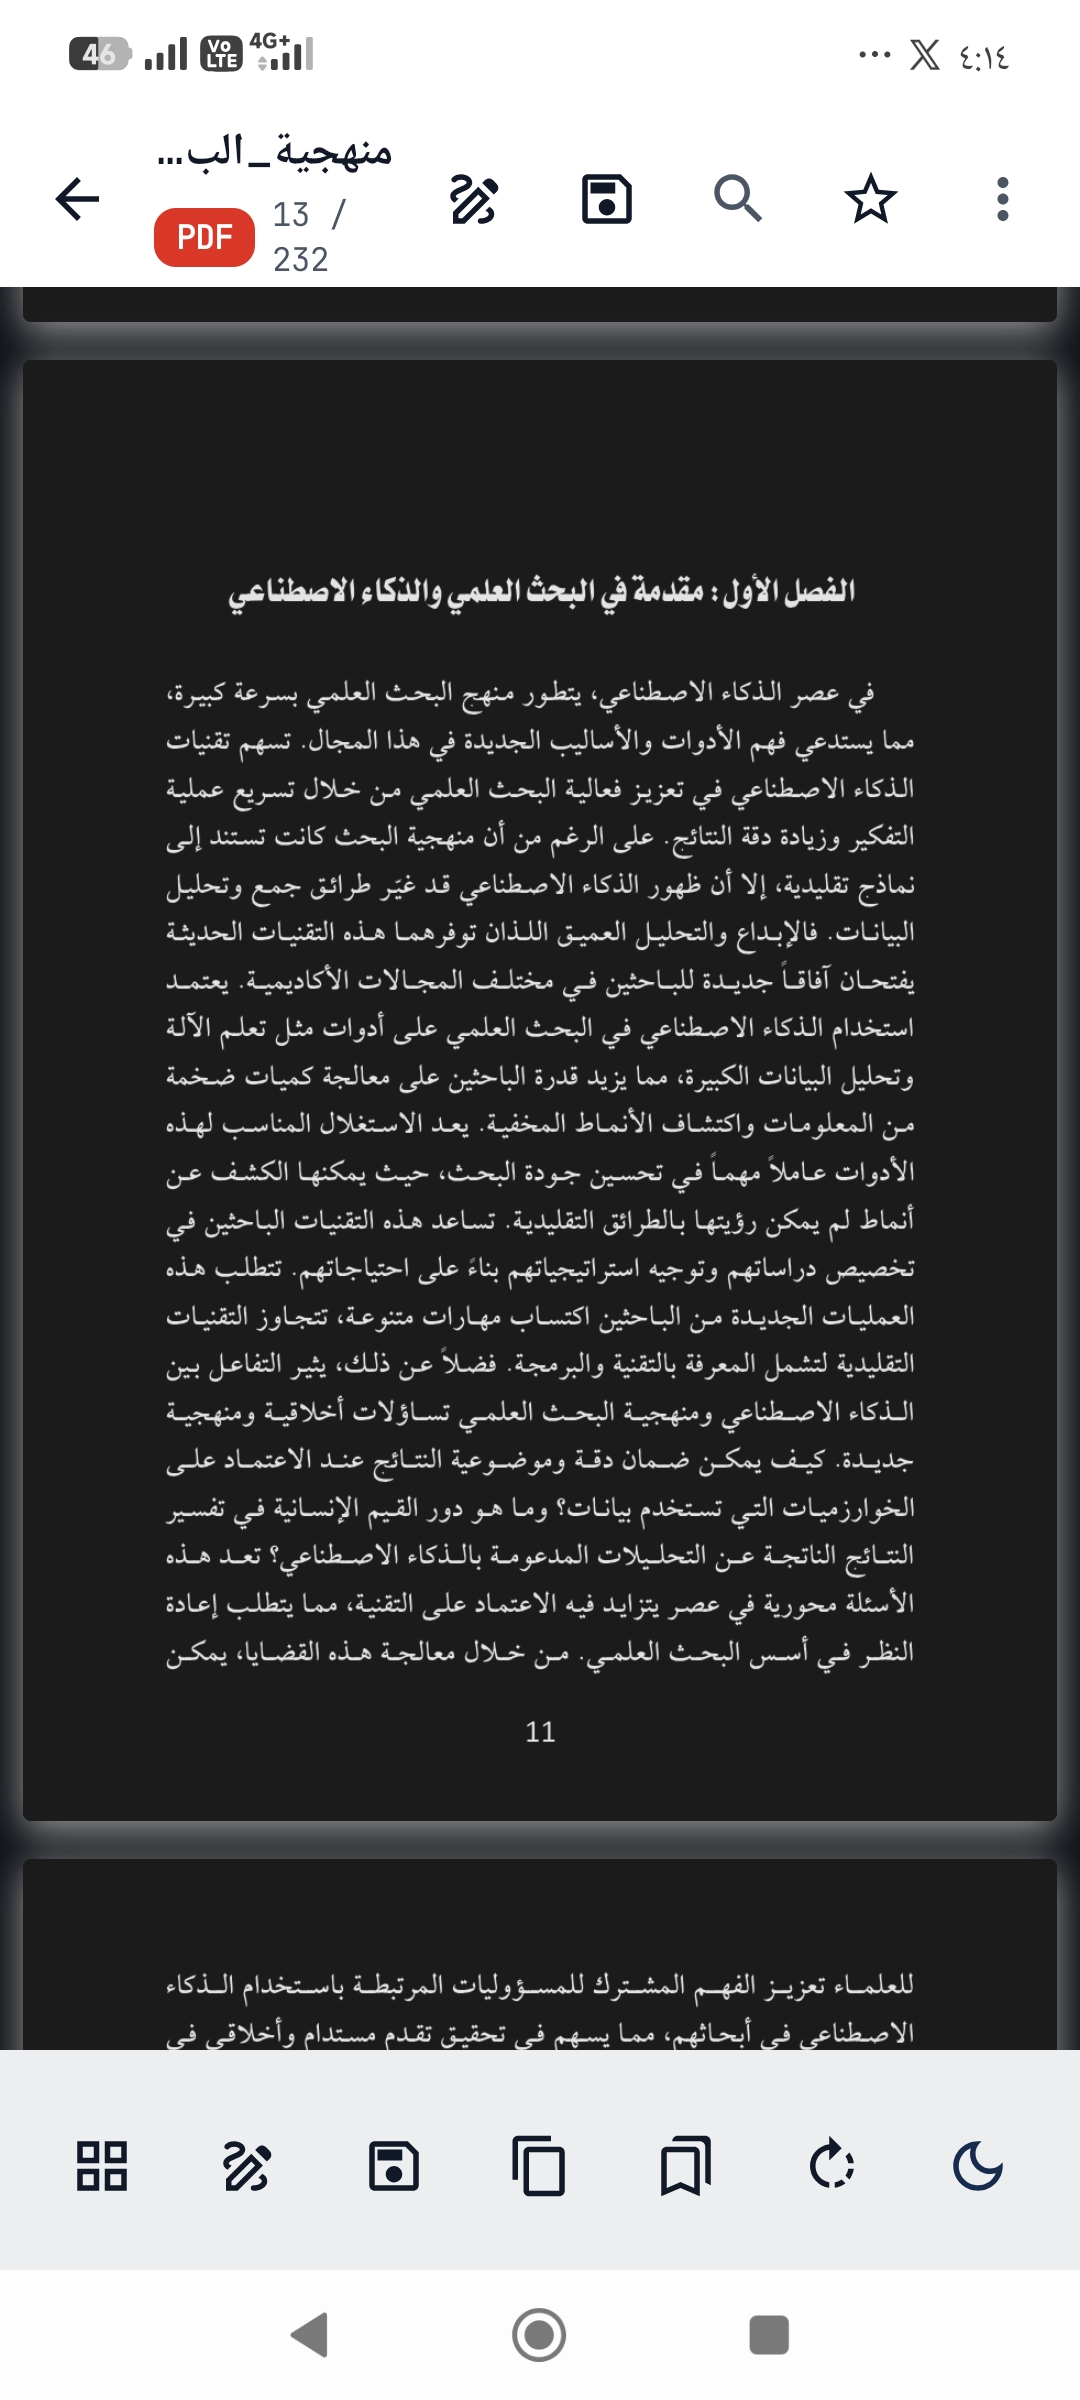 46
Vo
LTE
4G+
٤:١٤
منهجية_الب...
PDF
13 /
232
الفصل الأول: مقدمة في البحث العلمي والذكاء الاصطناعي
في عصر الذكاء الاصطناعي، يتطور منهج البحث العلمي بسرعة كبيرة،
مما يستدعي فهم الأدوات والأساليب الجديدة في هذا المجال. تسهم تقنيات
الذكاء الاصطناعي في تعزيز فعالية البحث العلمي من خلال تسريع عملية
التفكير وزيادة دقة النتائج. على الرغم من أن منهجية البحث كانت تستند إلى
نماذج تقليدية، إلا أن ظهور الذكاء الاصطناعي قد غيّر طرائق جمع وتحليل
البيانات. فالإبداع والتحليل العميق اللذان توفرهما هذه التقنيات الحديثة
يفتحان آفاقاً جديدة للباحثين في مختلف المجالات الأكاديمية. يعتمد
استخدام الذكاء الاصطناعي في البحث العلمي على أدوات مثل تعلم الآلة
وتحليل البيانات الكبيرة، مما يزيد قدرة الباحثين على معالجة كميات ضخمة
من المعلومات واكتشاف الأنماط المخفية. يعد الاستغلال المناسب لهذه
الأدوات عاملاً مهماً في تحسين جودة البحث، حيث يمكنها الكشف عن
أنماط لم يمكن رؤيتها بالطرائق التقليدية. تساعد هذه التقنيات الباحثين في
تخصيص دراساتهم وتوجيه استراتيجياتهم بناءً على احتياجاتهم. تتطلب هذه
العمليات الجديدة من الباحثين اكتساب مهارات متنوعة، تتجاوز التقنيات
التقليدية لتشمل المعرفة بالتقنية والبرمجة. فضلاً عن ذلك، يثير التفاعل بين
الذكاء الاصطناعي ومنهجية البحث العلمي تساؤلات أخلاقية ومنهجية
جديدة. كيف يمكن ضمان دقة وموضوعية النتائج عند الاعتماد على
الخوارزميات التي تستخدم بيانات؟ وما هو دور القيم الإنسانية في تفسير
النتائج الناتجة عن التحليلات المدعومة بالذكاء الاصطناعي؟ تعد هذه
الأسئلة محورية في عصر يتزايد فيه الاعتماد على التقنية، مما يتطلب إعادة
النظر في أسس البحث العلمي. من خلال معالجة هذه القضايا، يمكن
11
للعلماء تعزيز الفهم المشترك للمسؤوليات المرتبطة باستخدام الذكاء
الاصطناعي في أبحاثهم، مما يسهم في تحقيق تقدم مستدام وأخلاقي في